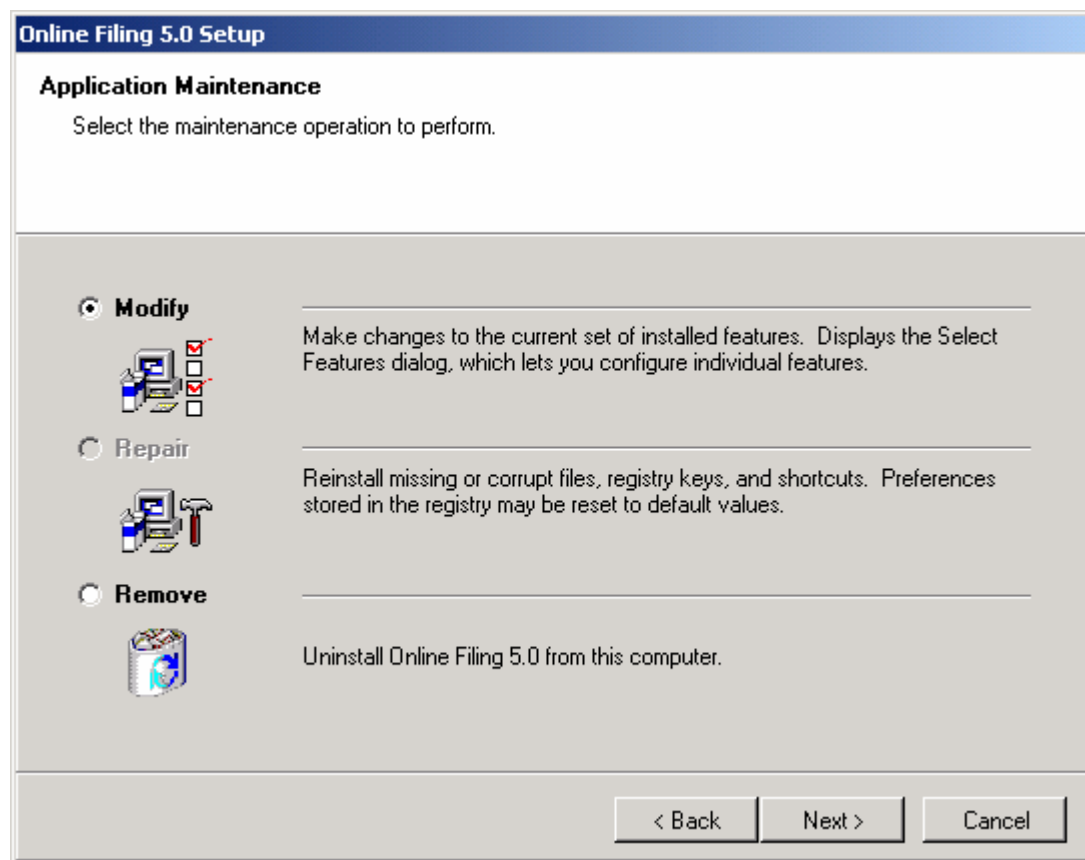 Online Filing 5.0 Setup
Application Maintenance
Select the maintenance operation to perform.
Modify
Make changes to the current set of installed features.  Displays the Select
Features dialog, which lets you configure individual features.
Repair
Reinstall missing or corrupt files, registry keys, and shortcuts.  Preferences
stored in the registry may be reset to default values.
Remove
Uninstall Online Filing 5.0 from this computer.
< Back
Next >
Cancel